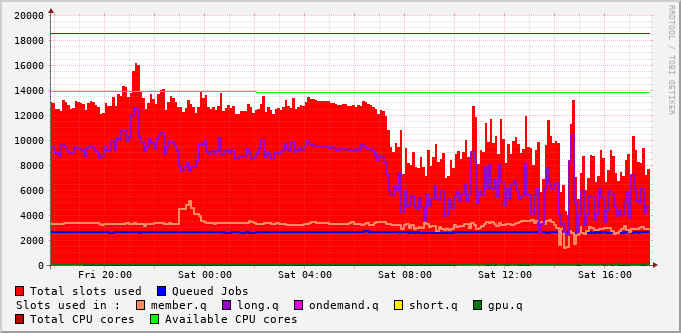 20000
18000
16000
14000
12000
10000
8000
6000
4000
2000
0
Fri 20:00 Sat 00:00 Sat 04:00 Sat 08:00 Sat 12:00 Sat 16:00
Total slots used Queued Jobs
Slots used in : member.q long.q ondemand.q short.q gpu.q
Total CPU cores Available CPU cores
RRDTOOL / TOBI OETIKER